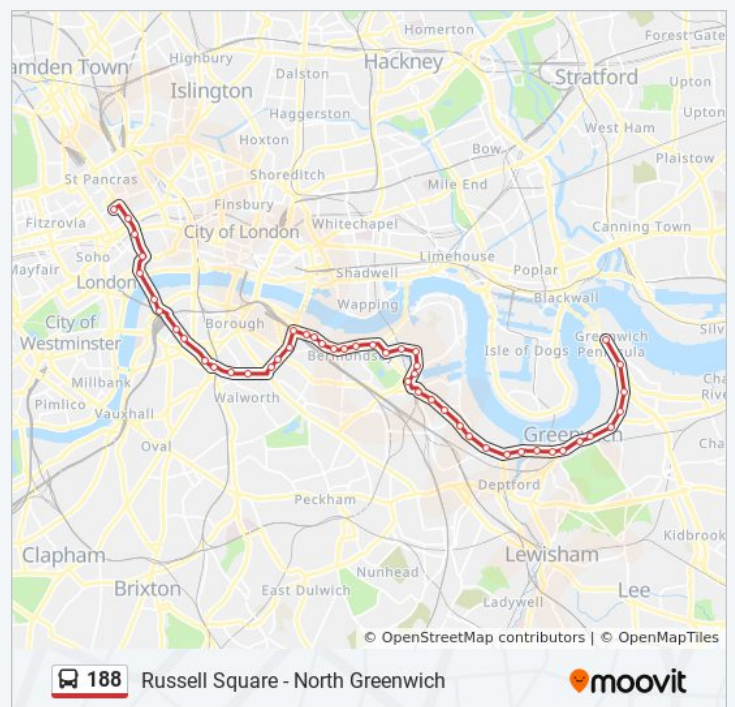 Homerton
Forest Gate
Highbury
amden Town
Dalston
Hackney
Stratford
Islington
Upton
Haggerston
Upton
Hoxton
West Ham
Bow
Plaistow
St Pancras
Shoreditch
Mile End
Finsbury
Fitzrovia
City of London
Whitechapel
Canning Town
Soho
Limehouse
Mayfair
Shadwell
Poplar
London
Wapping
Blackwall
City of
Westminster
Borough
Silv
Greenwich
Peninsula
Bermondsey
Isle of Dogs
Millbank
Cha
Rive
Pimlico
Walworth
Vauxhall
Oval
Greenwich
Cha
Deptford
Peckham
Kidbrook
Clapham
Nunhead
Lewisham
Brixton
East Dulwich
Lee
Ladywell
© OpenStreetMap contributors | © OpenMapTiles
188 Russell Square - North Greenwich
moovit